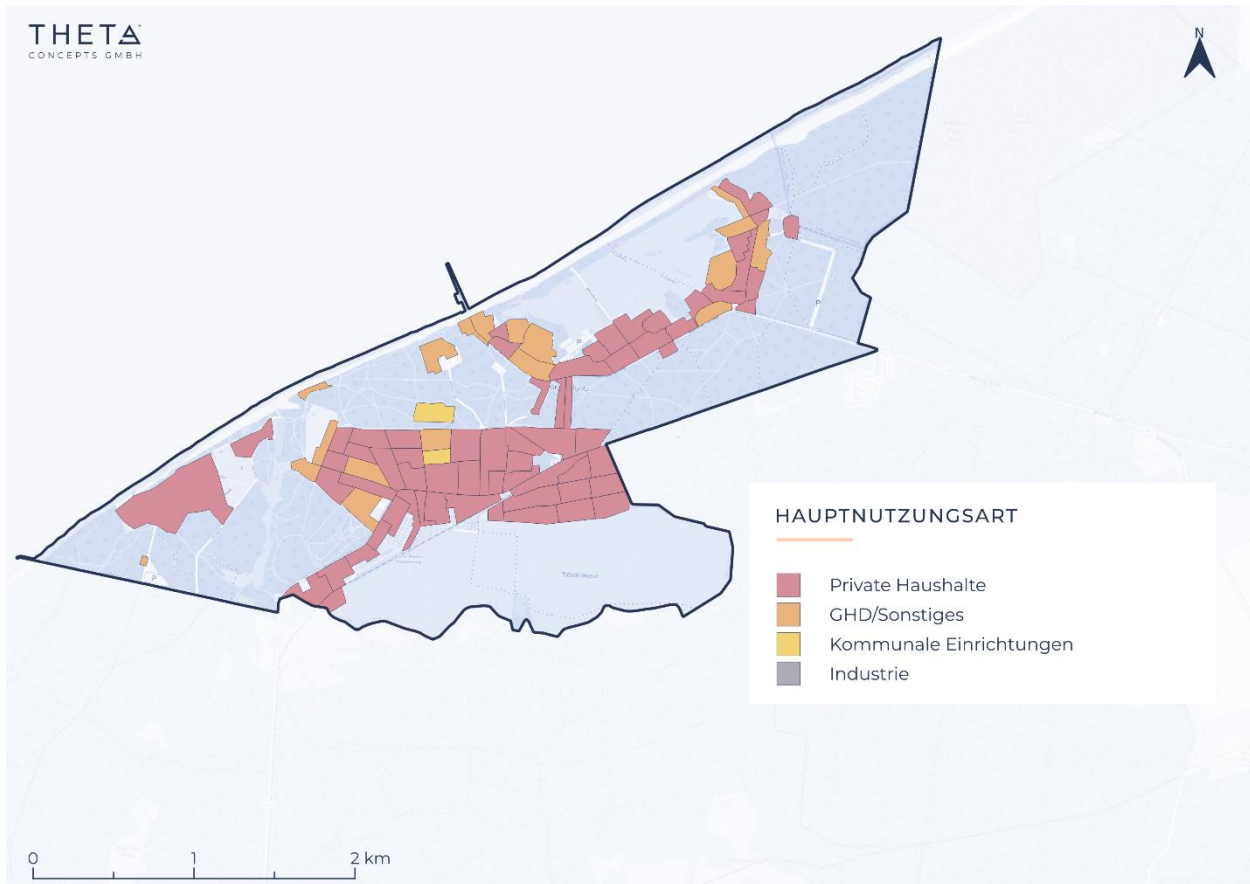 THETA
CONCEPTS GMBH
N
P
P
P
HAUPTNUTZUNGSART
Private Haushalte
GHD/Sonstiges
Kommunale Einrichtungen
Industrie
0 1 2 km